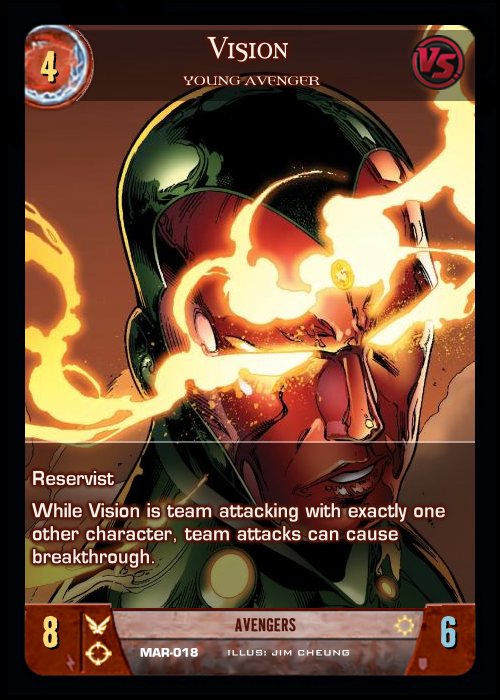 4
Vision
VS.
YOUNG AVENGER
Reservist
While Vision is team attacking with exactly one
other character, team attacks can cause
breakthrough.
8
AVENGERS
6
MAR-018 ILLUS: JIM CHEUNG